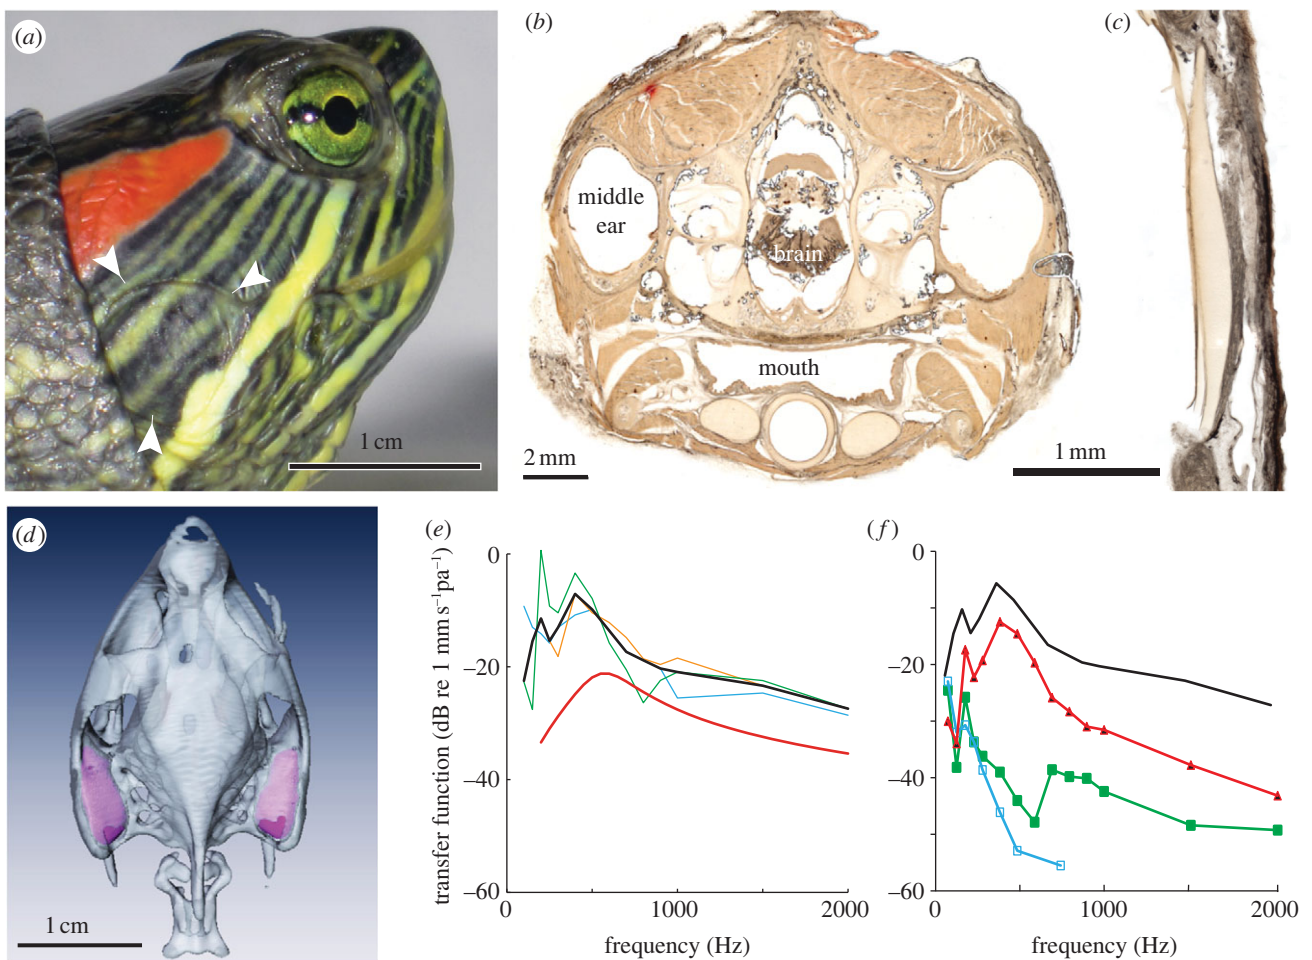 (a)
1 cm
(b)
middle
ear
brain
mouth
2 mm
1 mm
(c)
(d)
1 cm
(e)
transfer function (dB re 1 mm s⁻¹pa⁻¹)
0
–20
–40
–60
0
1000
2000
frequency (Hz)
(f)
0
–20
–40
–60
0
1000
2000
frequency (Hz)